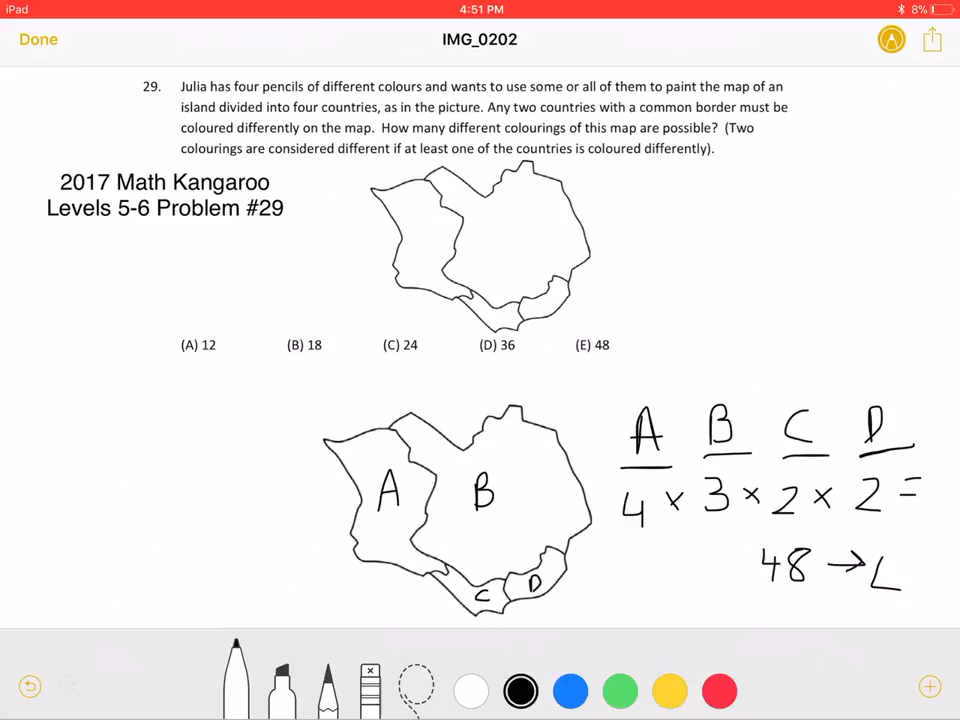 iPad
4:51 PM
8%
Done
IMG_0202
29. Julia has four pencils of different colours and wants to use some or all of them to paint the map of an
island divided into four countries, as in the picture. Any two countries with a common border must be
coloured differently on the map. How many different colourings of this map are possible? (Two
colourings are considered different if at least one of the countries is coloured differently).
2017 Math Kangaroo
Levels 5-6 Problem #29
(A) 12 (B) 18 (C) 24 (D) 36 (E) 48
A B C D
A B
4 × 3 × 2 × 2 =
C D
48 →